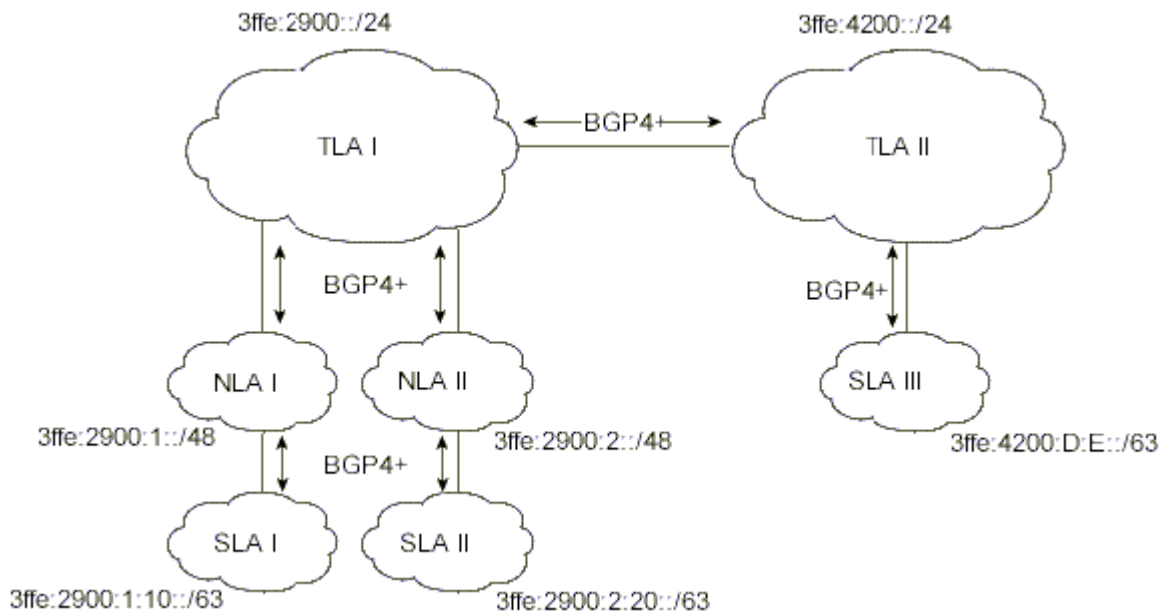 3ffe:2900::/24
3ffe:4200::/24
BGP4+
TLA I
TLA II
BGP4+
BGP4+
NLA I
NLA II
SLA III
3ffe:2900:1::/48
3ffe:2900:2::/48
3ffe:4200:D:E::/63
BGP4+
SLA I
SLA II
3ffe:2900:1:10::/63
3ffe:2900:2:20::/63